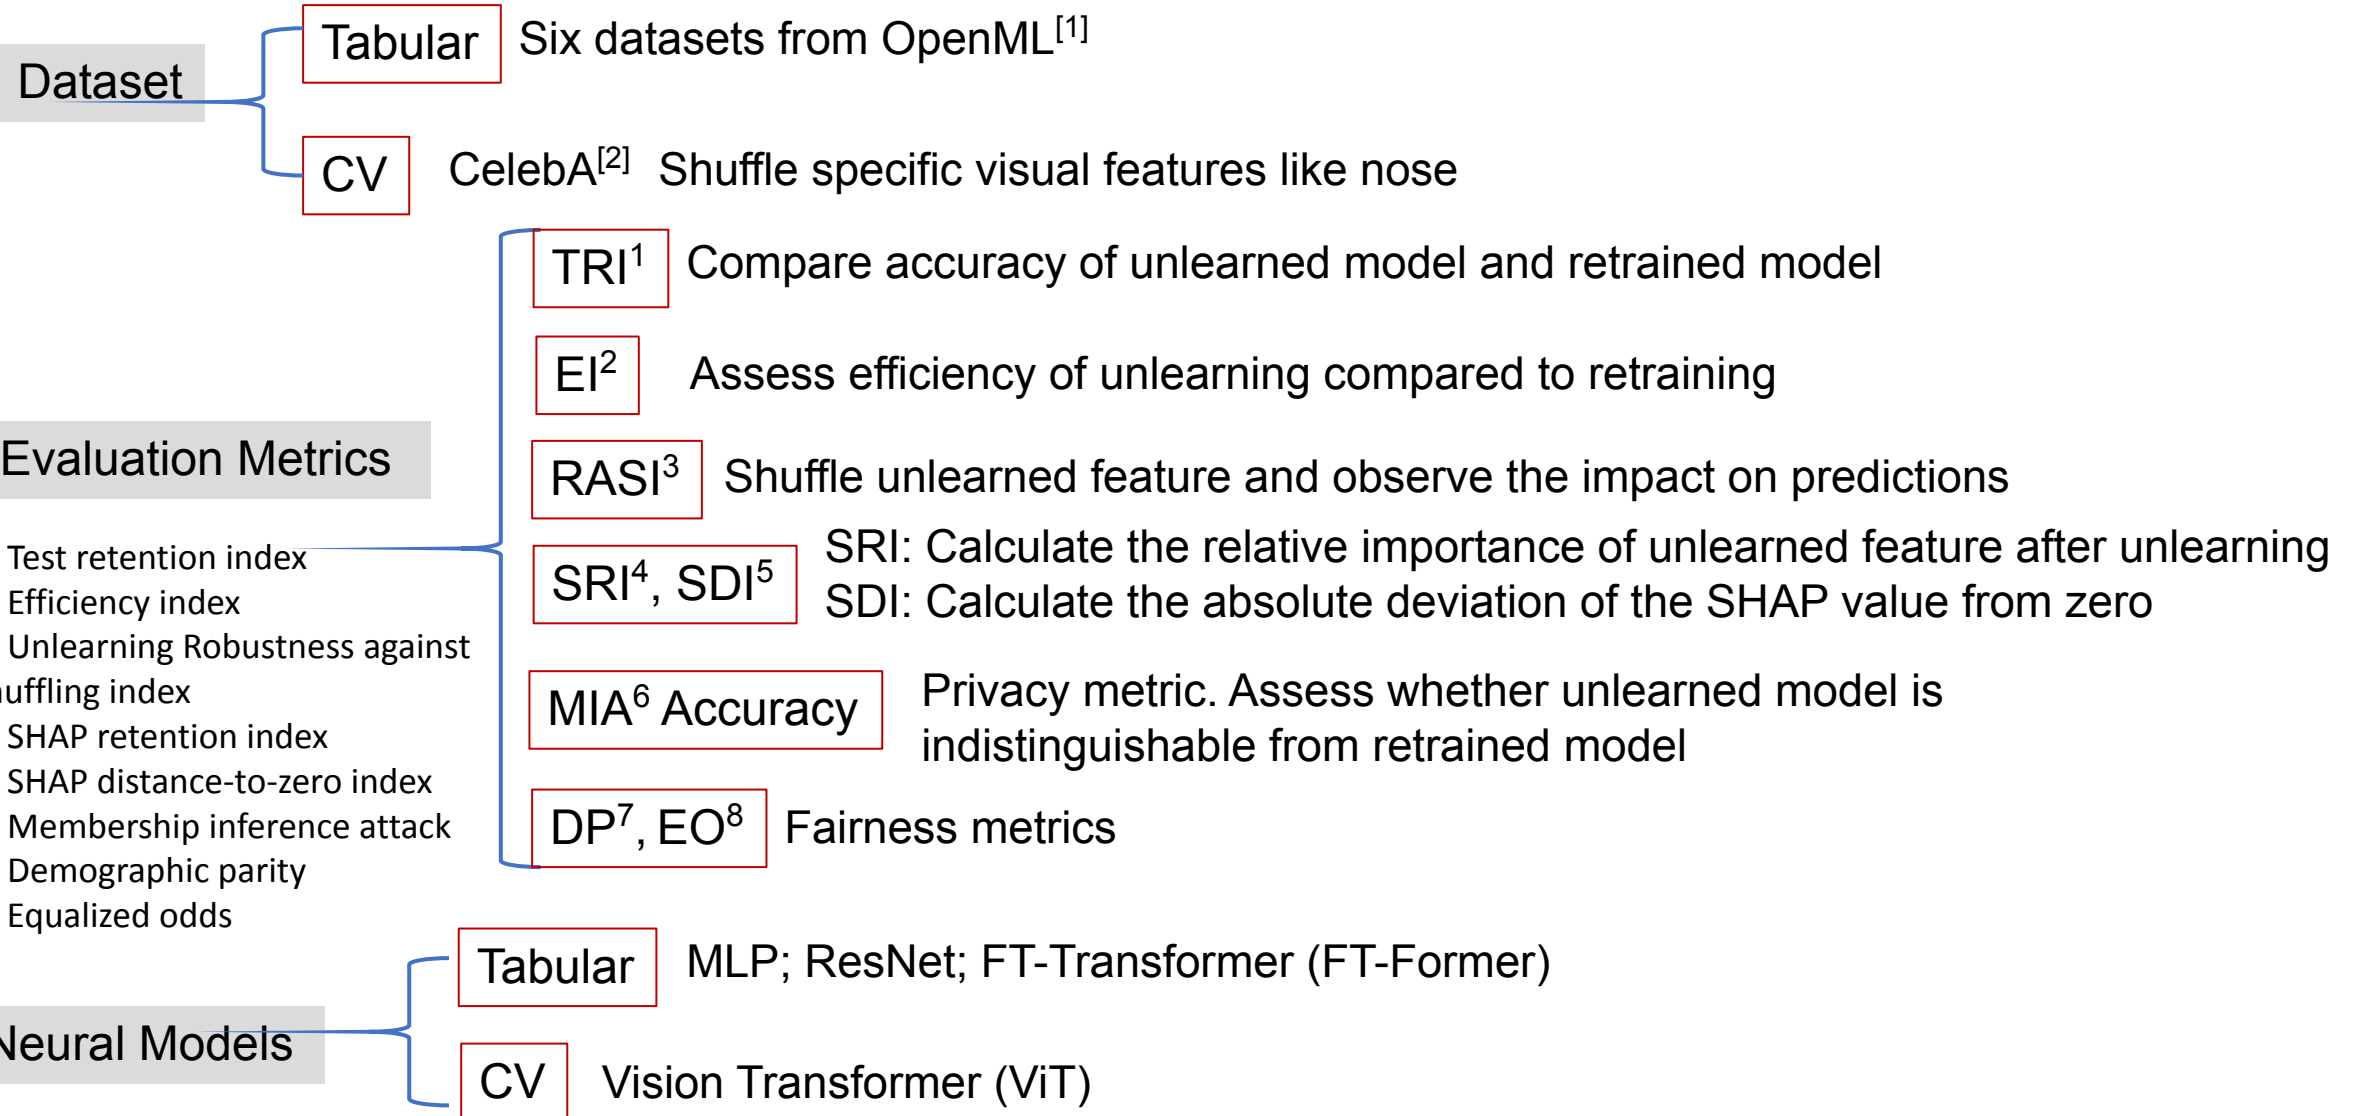 Dataset
Tabular Six datasets from OpenML[1]
CV CelebA[2] Shuffle specific visual features like nose
Evaluation Metrics
TRI1 Compare accuracy of unlearned model and retrained model
EI2 Assess efficiency of unlearning compared to retraining
RASI3 Shuffle unlearned feature and observe the impact on predictions
SRI4, SDI5
SRI: Calculate the relative importance of unlearned feature after unlearning
SDI: Calculate the absolute deviation of the SHAP value from zero
MIA6 Accuracy
Privacy metric. Assess whether unlearned model is
indistinguishable from retrained model
DP7, EO8 Fairness metrics
Test retention index
Efficiency index
Unlearning Robustness against
uffling index
SHAP retention index
SHAP distance-to-zero index
Membership inference attack
Demographic parity
Equalized odds
Neural Models
Tabular MLP; ResNet; FT-Transformer (FT-Former)
CV Vision Transformer (ViT)